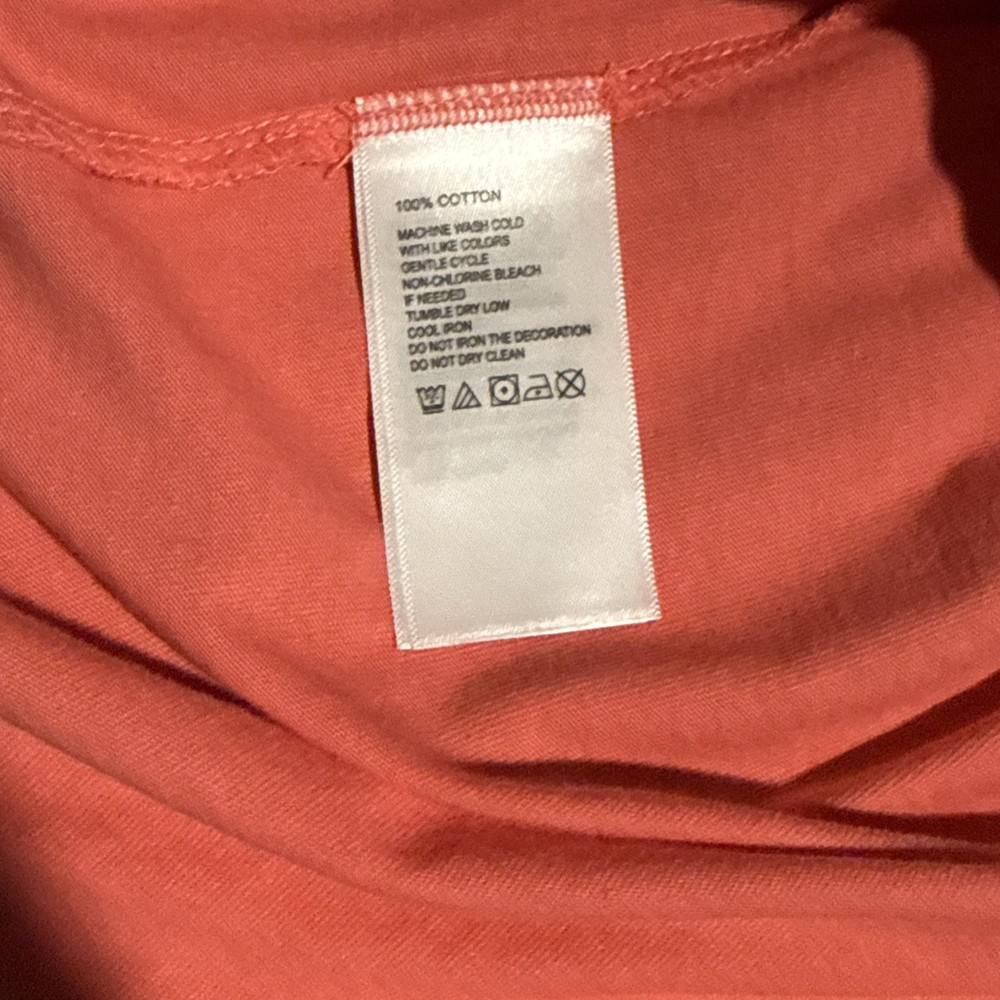 100% COTTON
MACHINE WASH COLD
WITH LIKE COLORS
GENTLE CYCLE
NON-CHLORINE BLEACH
IF NEEDED
TUMBLE DRY LOW
COOL IRON
DO NOT IRON THE DECORATION
DO NOT DRY CLEAN